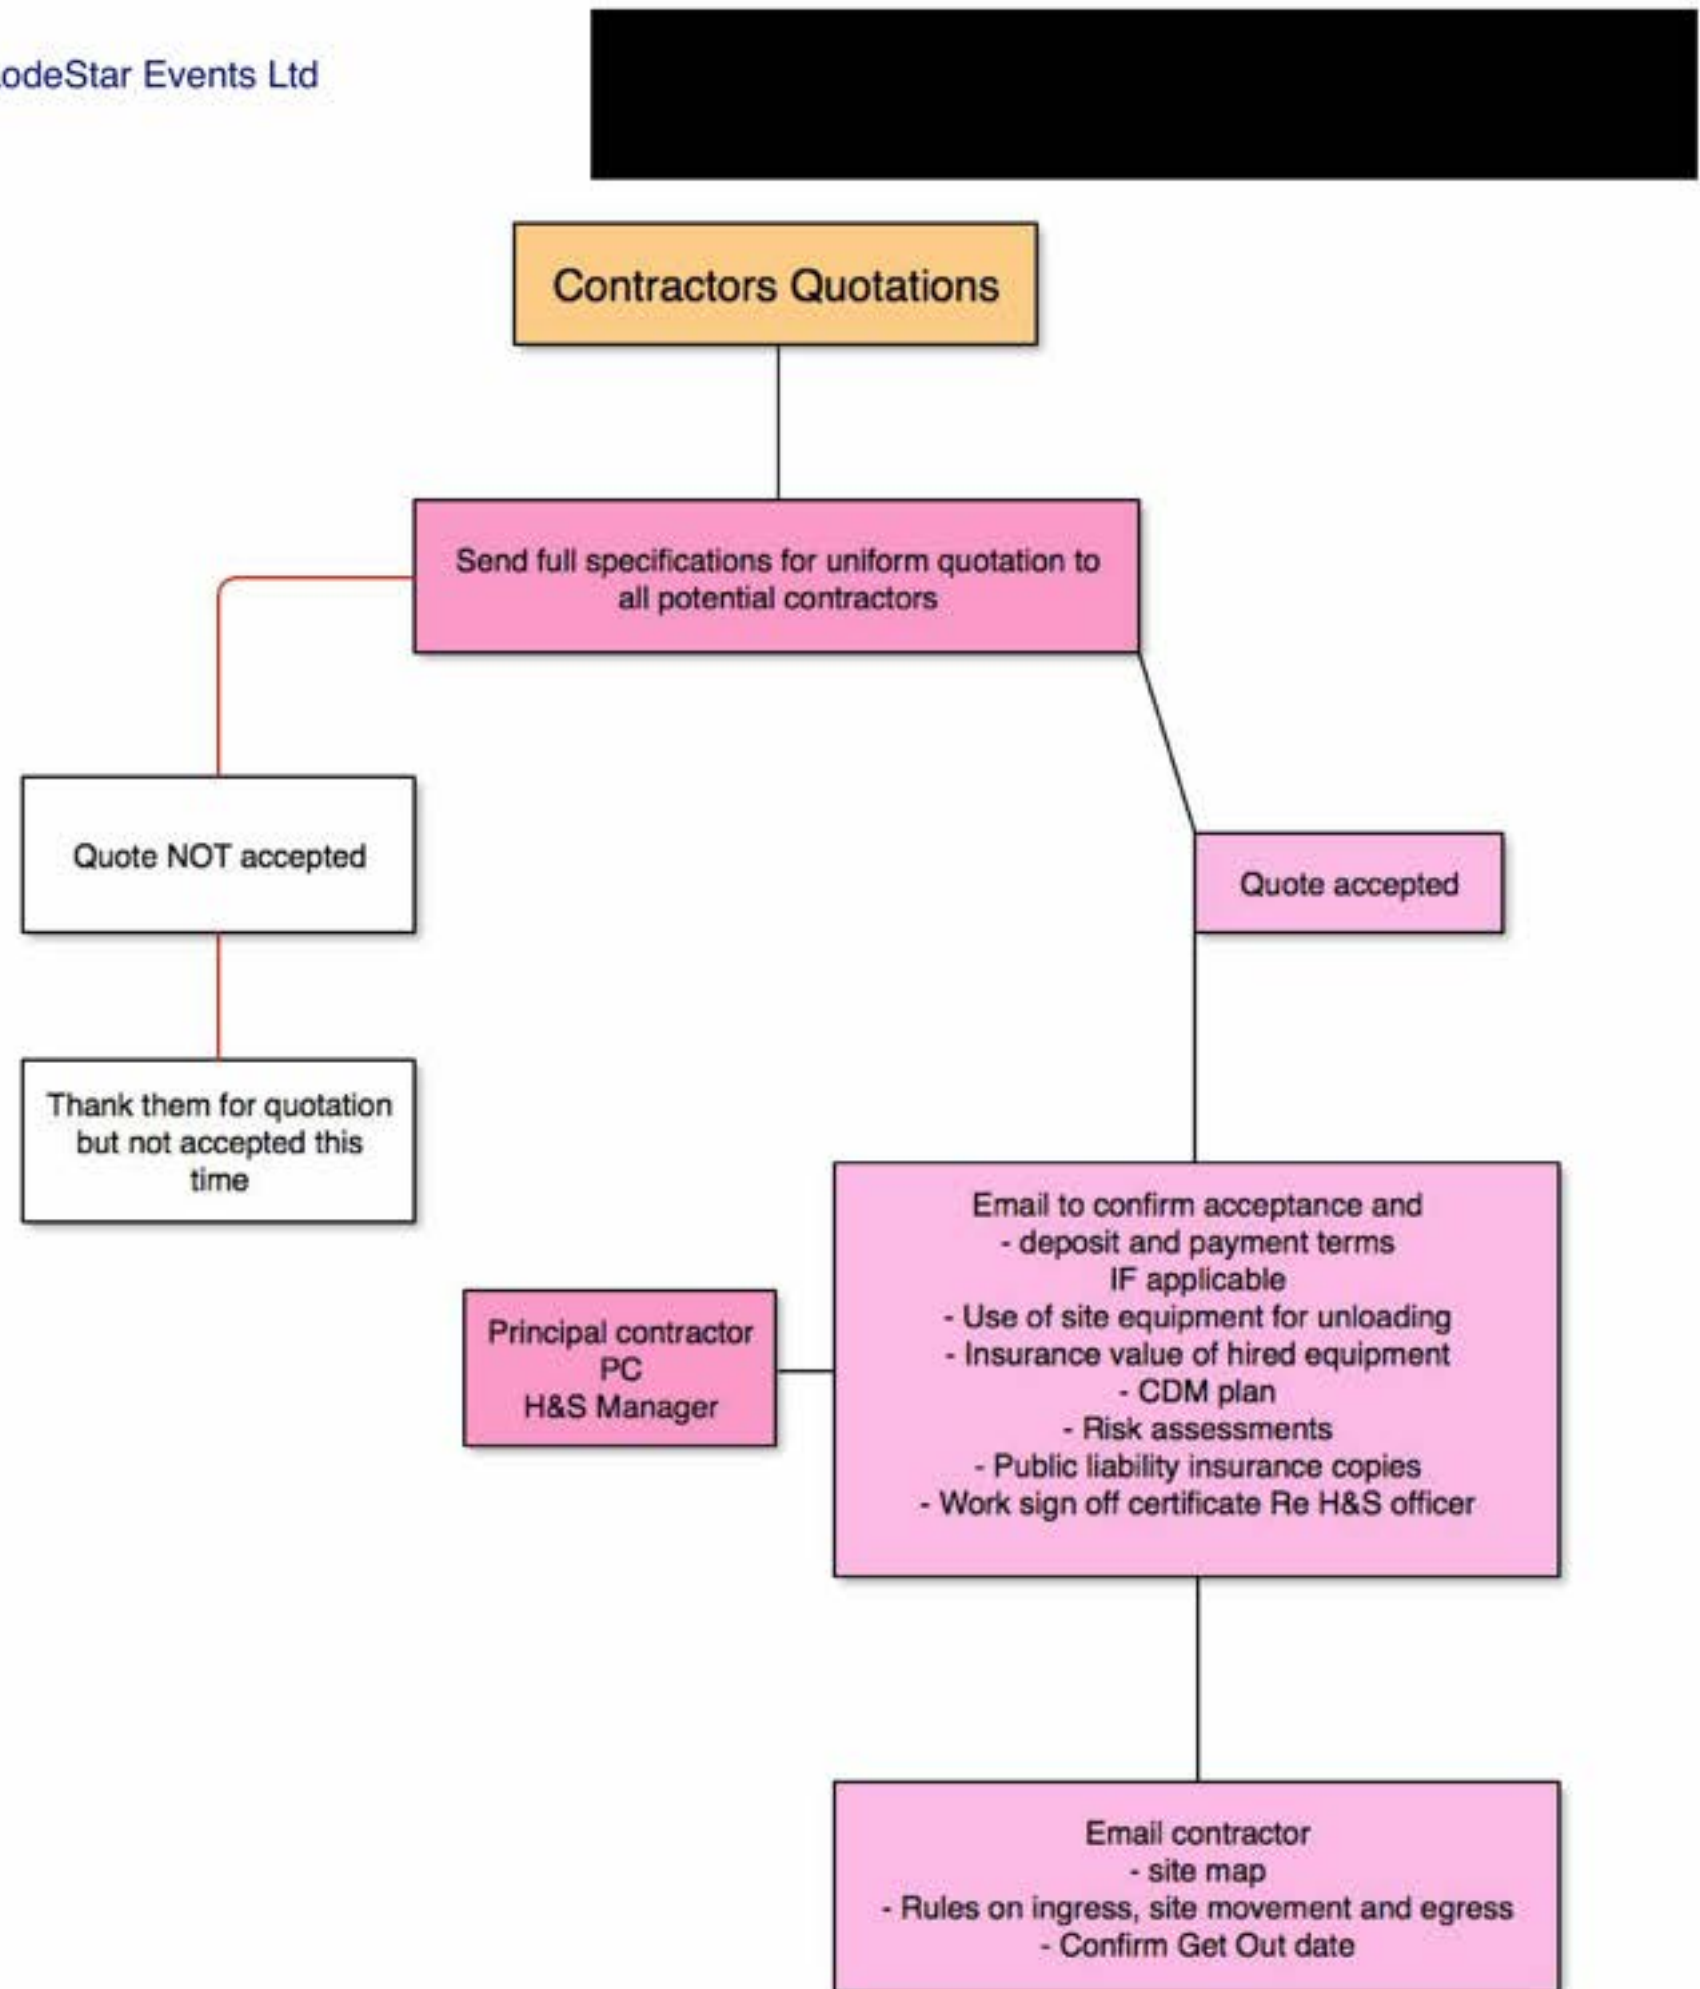 odeStar Events Ltd
Contractors Quotations
Send full specifications for uniform quotation to
all potential contractors
Quote NOT accepted
Quote accepted
Thank them for quotation
but not accepted this
time
Email to confirm acceptance and
- deposit and payment terms
IF applicable
- Use of site equipment for unloading
- Insurance value of hired equipment
- CDM plan
- Risk assessments
- Public liability insurance copies
- Work sign off certificate Re H&S officer
Principal contractor
PC
H&S Manager
Email contractor
- site map
- Rules on ingress, site movement and egress
- Confirm Get Out date